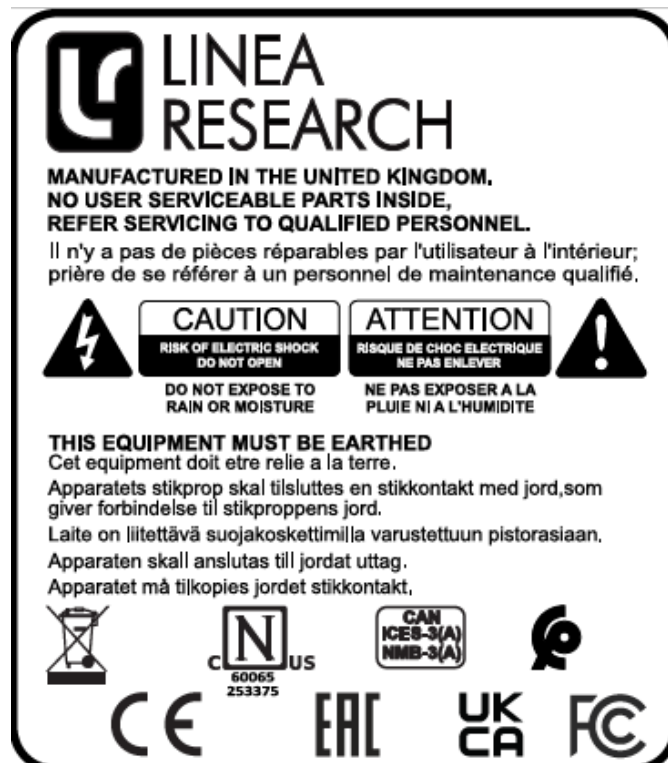 LINEA
RESEARCH
MANUFACTURED IN THE UNITED KINGDOM.
NO USER SERVICEABLE PARTS INSIDE,
REFER SERVICING TO QUALIFIED PERSONNEL.
Il n'y a pas de pièces réparables par l'utilisateur à l'intérieur;
prière de se référer à un personnel de maintenance qualifié.
CAUTION
RISK OF ELECTRIC SHOCK
DO NOT OPEN
DO NOT EXPOSE TO
RAIN OR MOISTURE
ATTENTION
RISQUE DE CHOC ELECTRIQUE
NE PAS ENLEVER
NE PAS EXPOSER A LA
PLUIE NI A L'HUMIDITE
THIS EQUIPMENT MUST BE EARTHED
Cet equipment doit etre relie a la terre.
Apparatets stikprop skal tilsluttes en stikkontakt med jord,som
giver forbindelse til stikproppens jord.
Laite on liitettävä suojakoskettimilla varustettuun pistorasiaan.
Apparaten skall anslutas till jordat uttag.
Apparatet må tilkopies jordet stikkontakt.
C N US
60065
253375
CAN
ICES-3(A)
NMB-3(A)
CE
EAC
UK
CA
FC